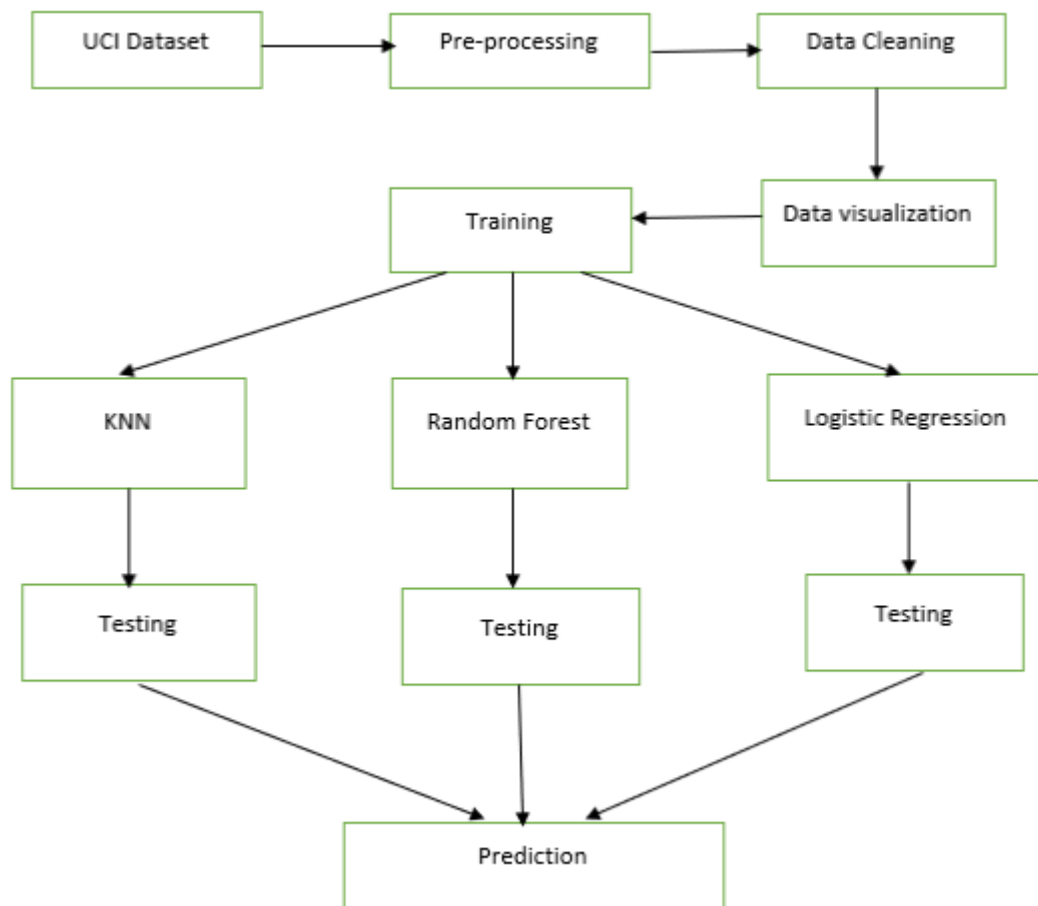 UCI Dataset
Pre-processing
Data Cleaning
Training
Data visualization
KNN
Random Forest
Logistic Regression
Testing
Testing
Testing
Prediction